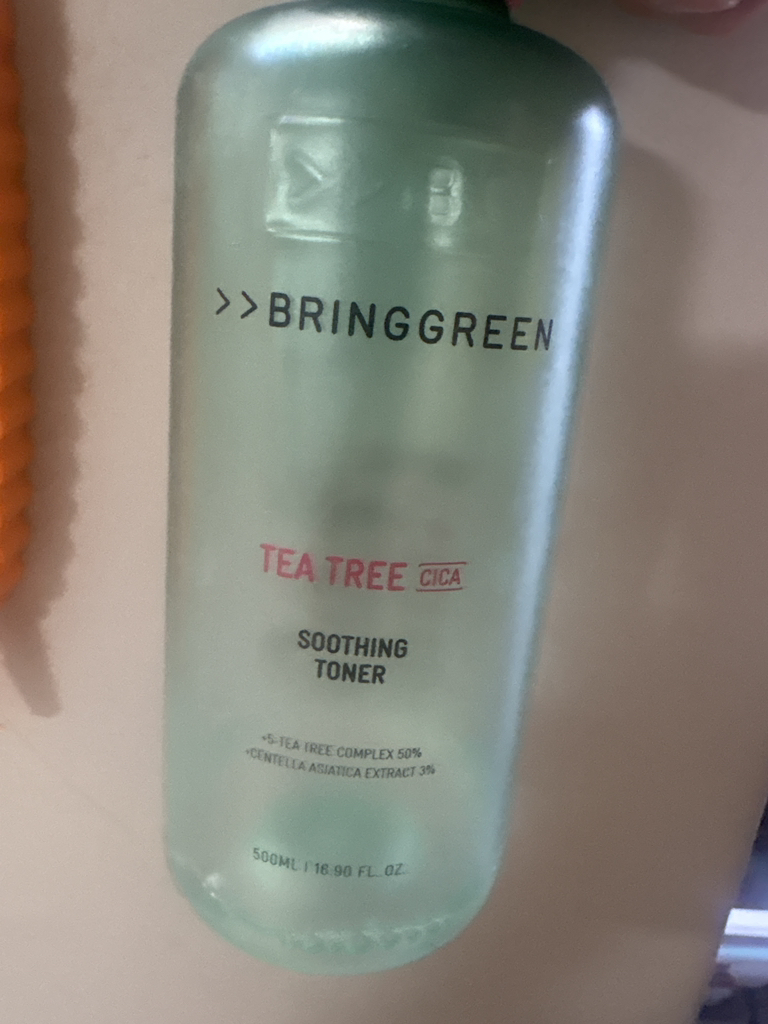 >>BRINGGREEN
TEA TREE CICA
SOOTHING
TONER
+5-TEA TREE COMPLEX 50%
+CENTELLA ASIATICA EXTRACT 3%
500ML | 16.90 FL. OZ.